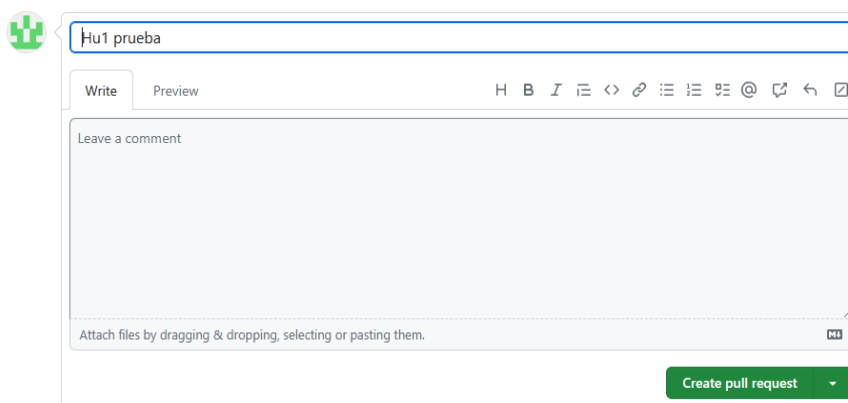 Hu1 prueba
Write Preview
Leave a comment
Attach files by dragging & dropping, selecting or pasting them.
Create pull request